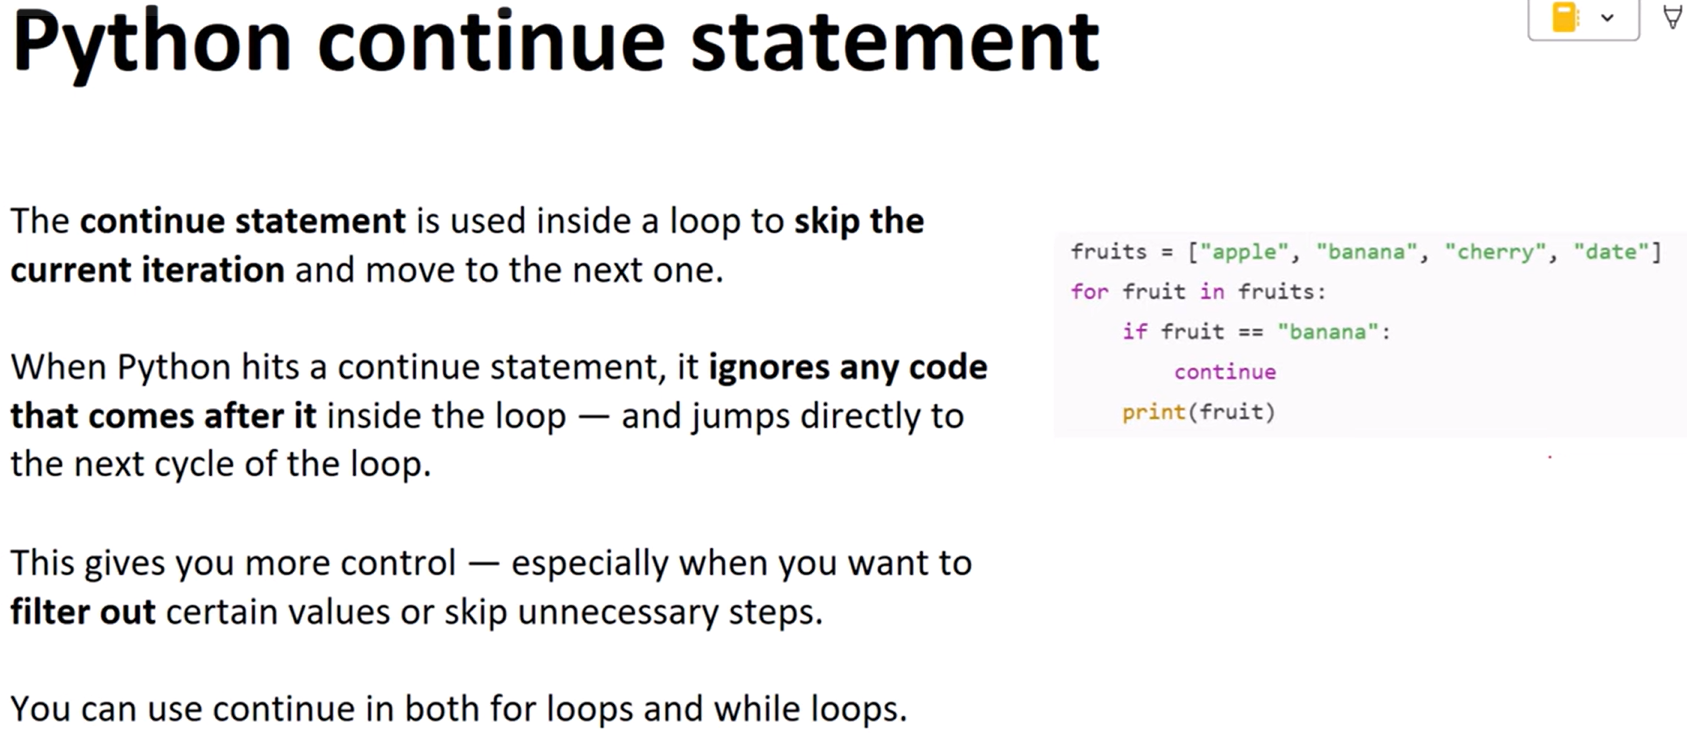 Python continue statement
The continue statement is used inside a loop to skip the
current iteration and move to the next one.
When Python hits a continue statement, it ignores any code
that comes after it inside the loop — and jumps directly to
the next cycle of the loop.
This gives you more control — especially when you want to
filter out certain values or skip unnecessary steps.
You can use continue in both for loops and while loops.
fruits = ["apple", "banana", "cherry", "date"]
for fruit in fruits:
    if fruit == "banana":
        continue
    print(fruit)